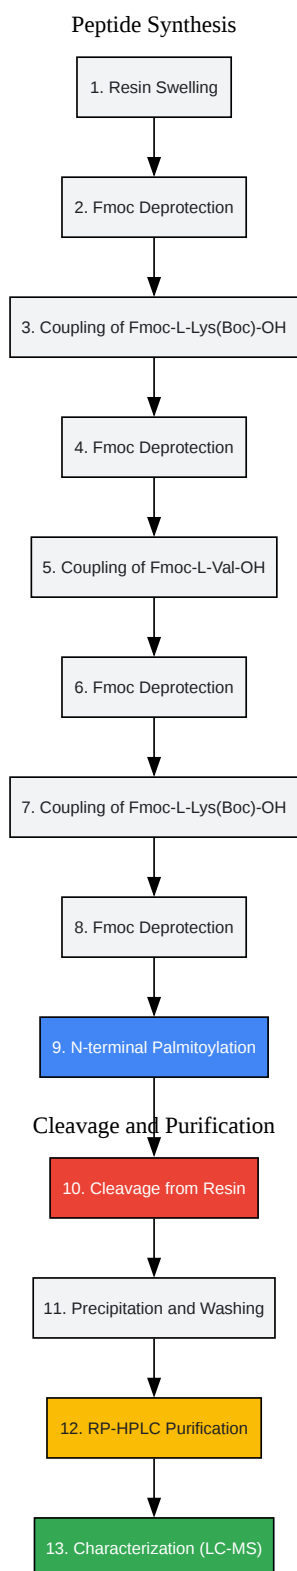 Peptide Synthesis
1. Resin Swelling
2. Fmoc Deprotection
3. Coupling of Fmoc-L-Lys(Boc)-OH
4. Fmoc Deprotection
5. Coupling of Fmoc-L-Val-OH
6. Fmoc Deprotection
7. Coupling of Fmoc-L-Lys(Boc)-OH
8. Fmoc Deprotection
9. N-terminal Palmitoylation
Cleavage and Purification
10. Cleavage from Resin
11. Precipitation and Washing
12. RP-HPLC Purification
13. Characterization (LC-MS)